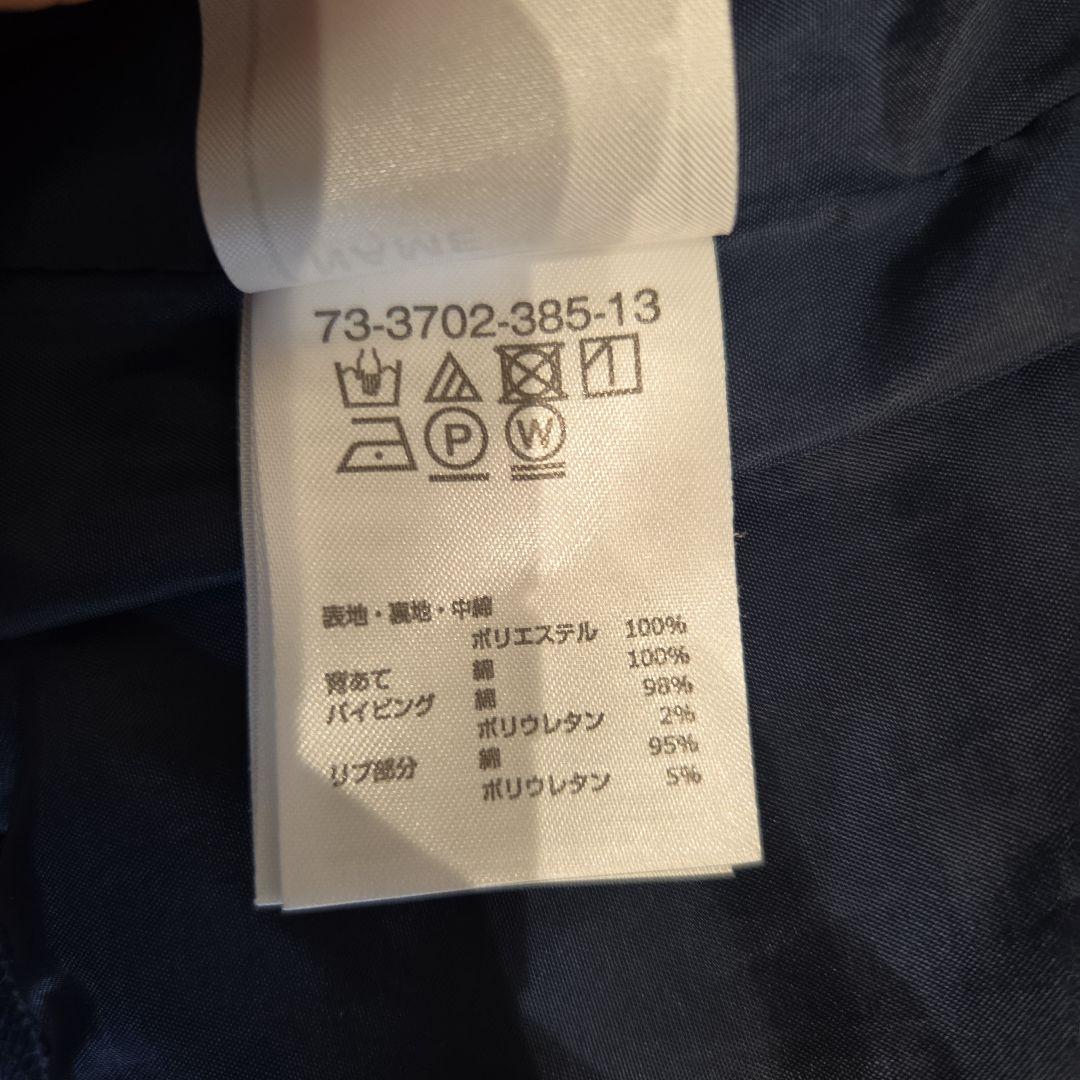 NAME
73-3702-385-13
P W
表地・裏地・中綿
ポリエステル 100%
背あて 綿 100%
パイピング 綿 98%
ポリウレタン 2%
リブ部分 綿 95%
ポリウレタン 5%